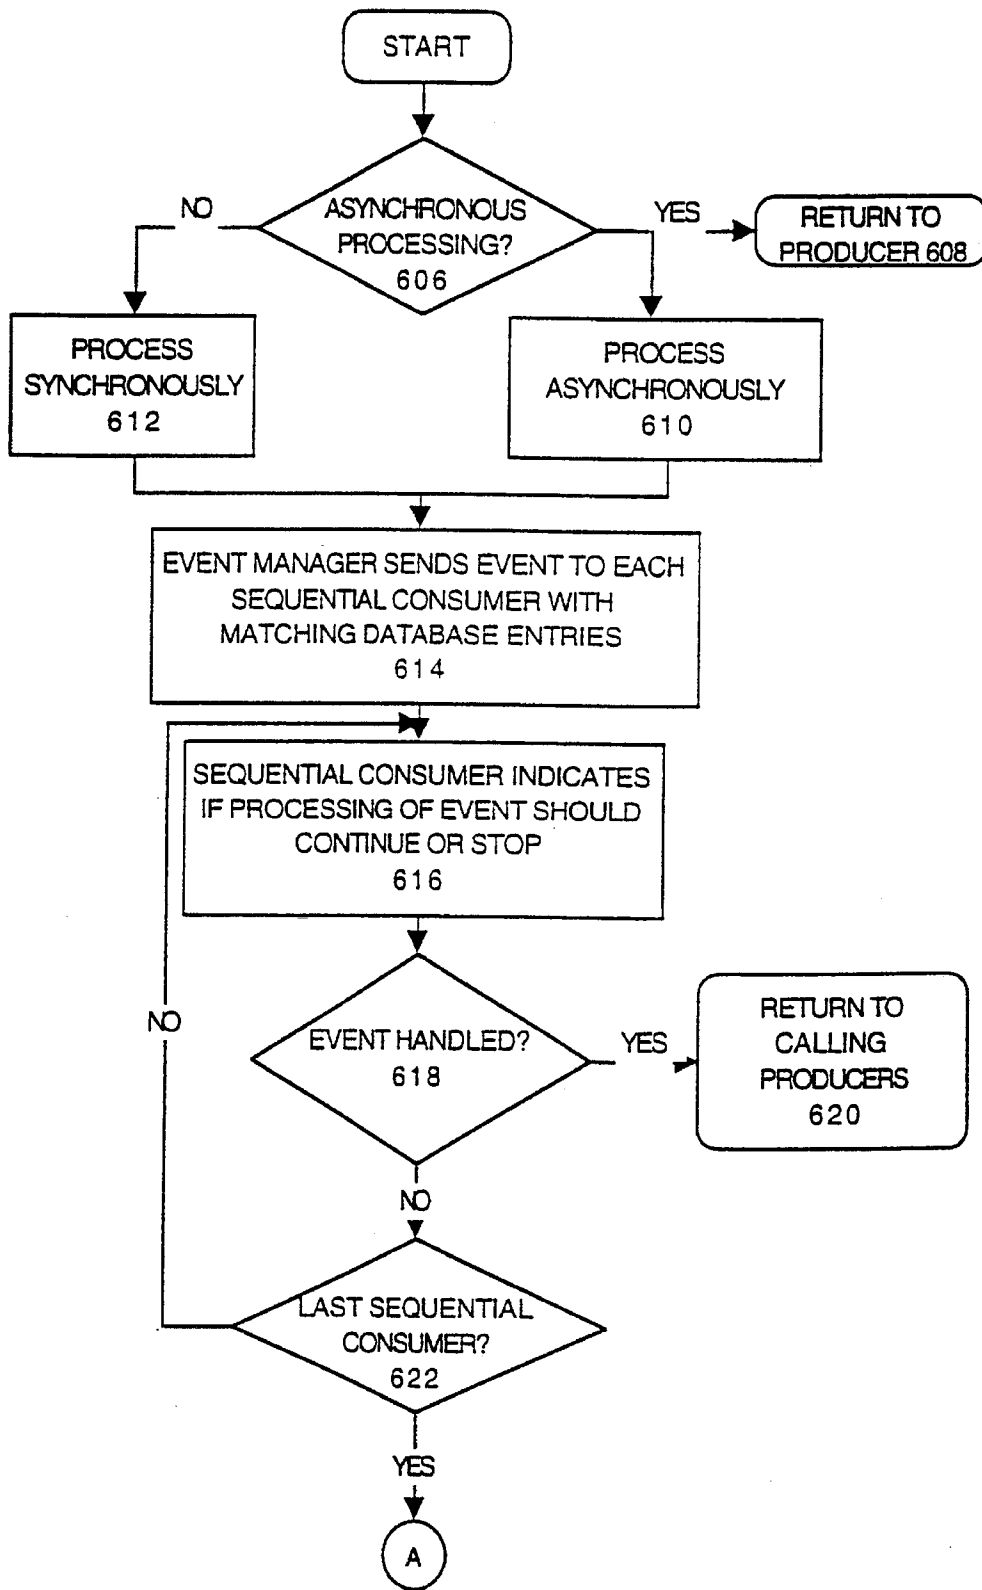 START
ASYNCHRONOUS
PROCESSING?
606
NO
YES
RETURN TO
PRODUCER 608
PROCESS
SYNCHRONOUSLY
612
PROCESS
ASYNCHRONOUSLY
610
EVENT MANAGER SENDS EVENT TO EACH
SEQUENTIAL CONSUMER WITH
MATCHING DATABASE ENTRIES
614
SEQUENTIAL CONSUMER INDICATES
IF PROCESSING OF EVENT SHOULD
CONTINUE OR STOP
616
EVENT HANDLED?
618
YES
RETURN TO
CALLING
PRODUCERS
620
NO
NO
LAST SEQUENTIAL
CONSUMER?
622
YES
A